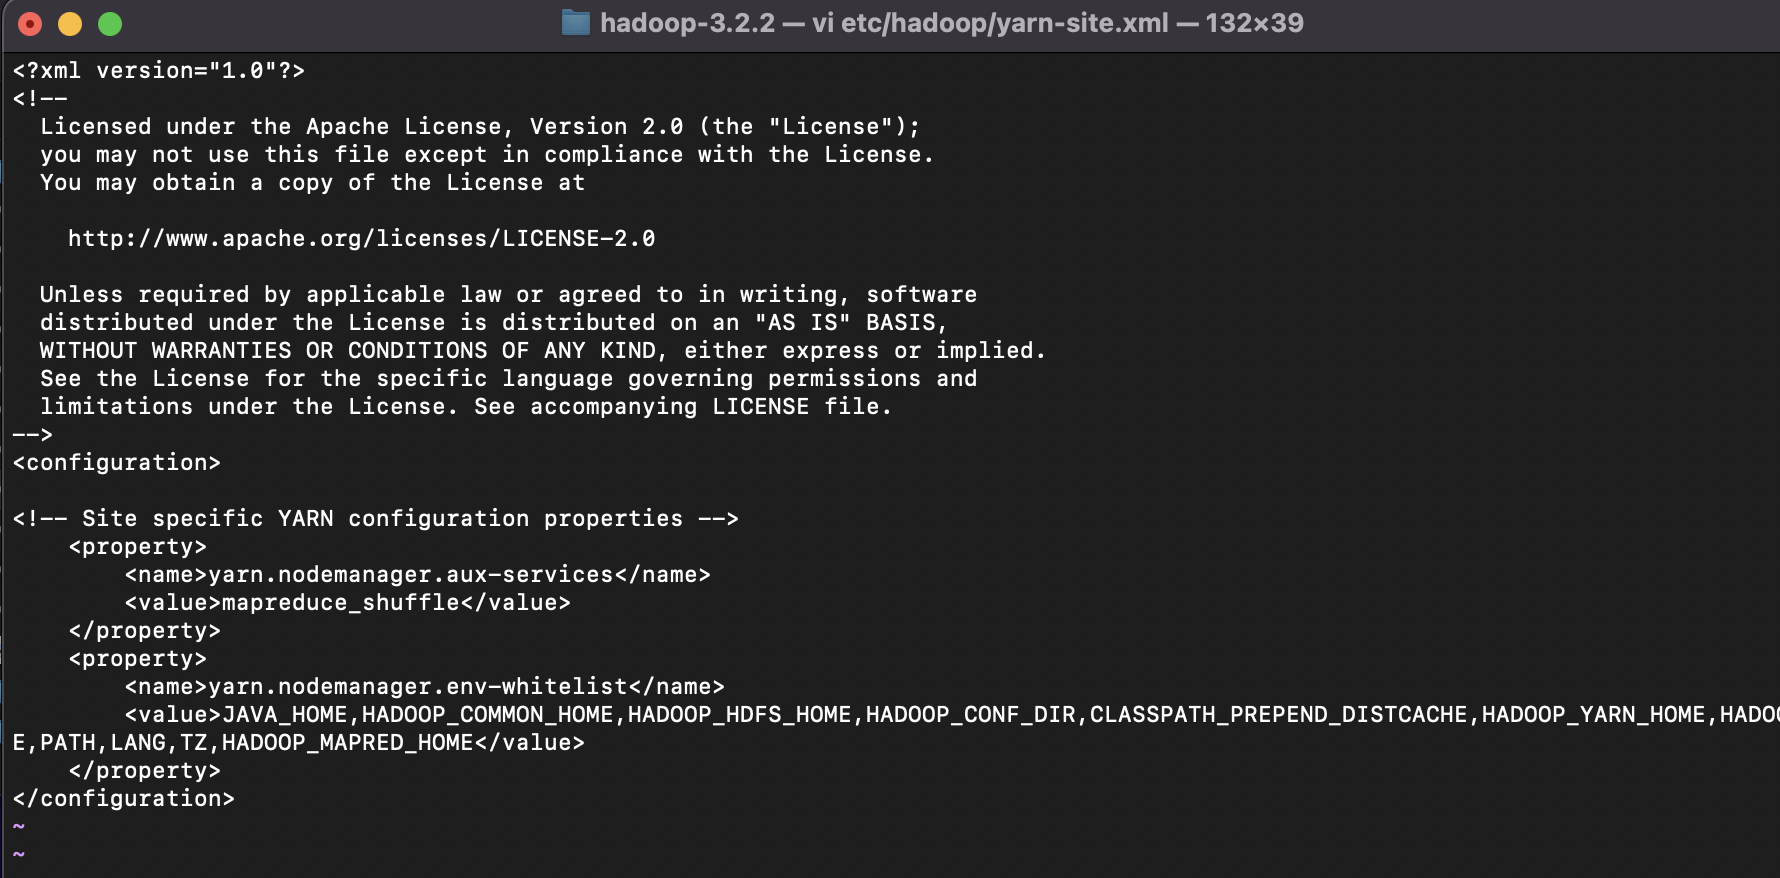 hadoop-3.2.2 — vi etc/hadoop/yarn-site.xml — 132×39
<?xml version="1.0"?>
<!--
  Licensed under the Apache License, Version 2.0 (the "License");
  you may not use this file except in compliance with the License.
  You may obtain a copy of the License at

    http://www.apache.org/licenses/LICENSE-2.0

  Unless required by applicable law or agreed to in writing, software
  distributed under the License is distributed on an "AS IS" BASIS,
  WITHOUT WARRANTIES OR CONDITIONS OF ANY KIND, either express or implied.
  See the License for the specific language governing permissions and
  limitations under the License. See accompanying LICENSE file.
-->
<configuration>

<!-- Site specific YARN configuration properties -->
    <property>
        <name>yarn.nodemanager.aux-services</name>
        <value>mapreduce_shuffle</value>
    </property>
    <property>
        <name>yarn.nodemanager.env-whitelist</name>
        <value>JAVA_HOME,HADOOP_COMMON_HOME,HADOOP_HDFS_HOME,HADOOP_CONF_DIR,CLASSPATH_PREPEND_DISTCACHE,HADOOP_YARN_HOME,HADO
E,PATH,LANG,TZ,HADOOP_MAPRED_HOME</value>
    </property>
</configuration>
~
~